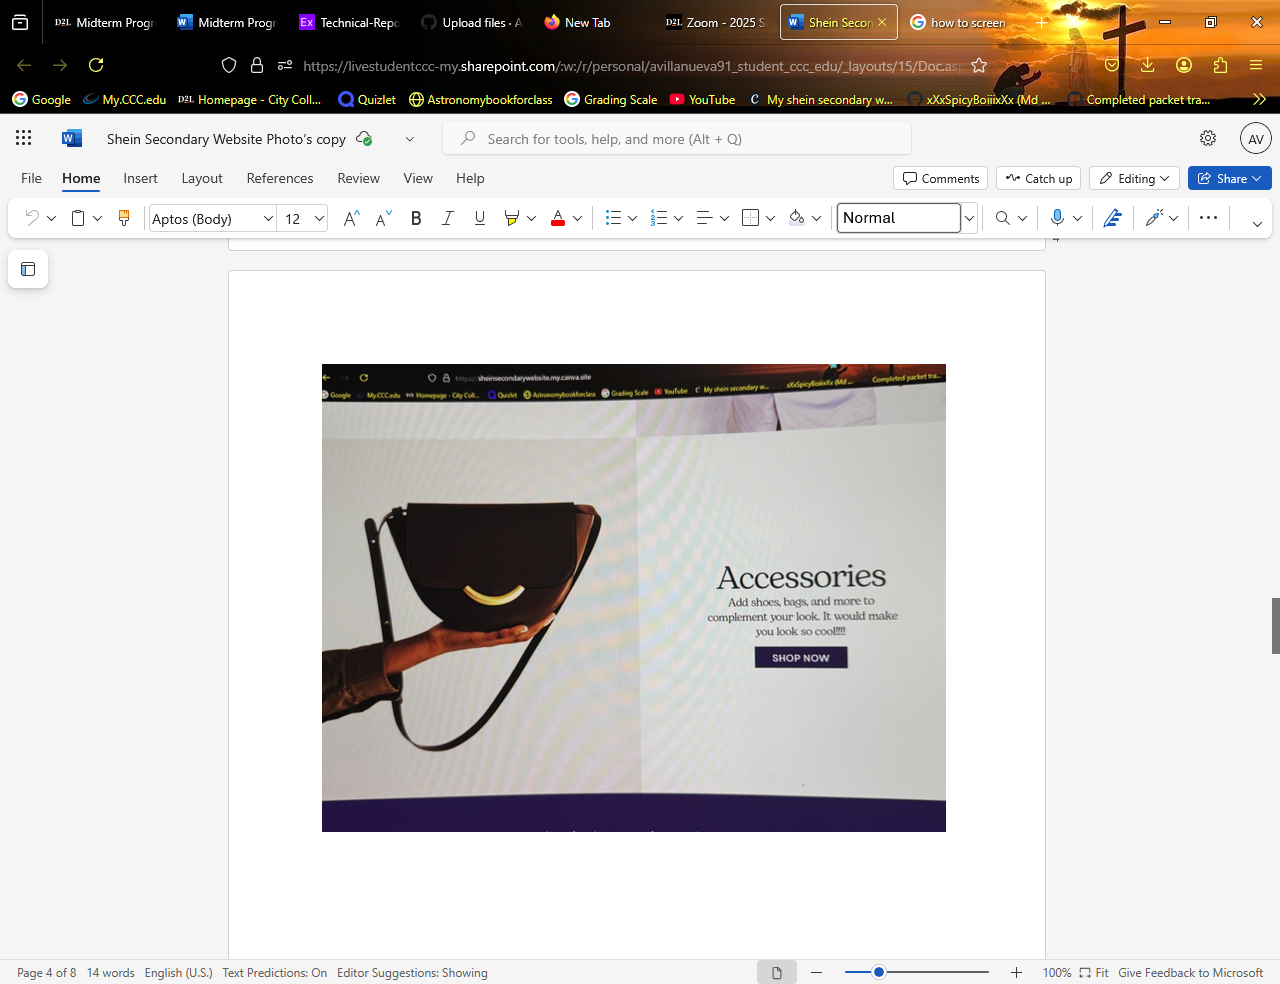 D2L Midterm Progr
Midterm Progr
Ex Technical-Repo
Upload files · A
New Tab
D2L Zoom - 2025 S
Shein Secon
how to screen
https://livestudentccc-my.sharepoint.com/:w:/r/personal/avillanueva91_student_ccc_edu/_layouts/15/Doc.asp
Google
My.CCC.edu
D2L Homepage - City Coll...
Quizlet
Astronomybookforclass
Grading Scale
YouTube
C My shein secondary w...
xXxSpicyBoiiixXx (Md ...
Completed packet tra...
Shein Secondary Website Photo's copy
Search for tools, help, and more (Alt + Q)
AV
File Home Insert Layout References Review View Help
Comments Catch up Editing Share
Aptos (Body) 12 B I U A Normal
4
https://sheinsecondarywebsite.my.canva.site
Google My.CCC.edu Homepage - City Coll... Quizlet Astronomybookforclass Grading Scale YouTube C My shein secondary w... xXxSpicyBoiiixXx (Md ... Completed packet tra...
Accessories
Add shoes, bags, and more to
complement your look. It would make
you look so cool!!!!
SHOP NOW
Page 4 of 8 14 words English (U.S.) Text Predictions: On Editor Suggestions: Showing
100% Fit Give Feedback to Microsoft